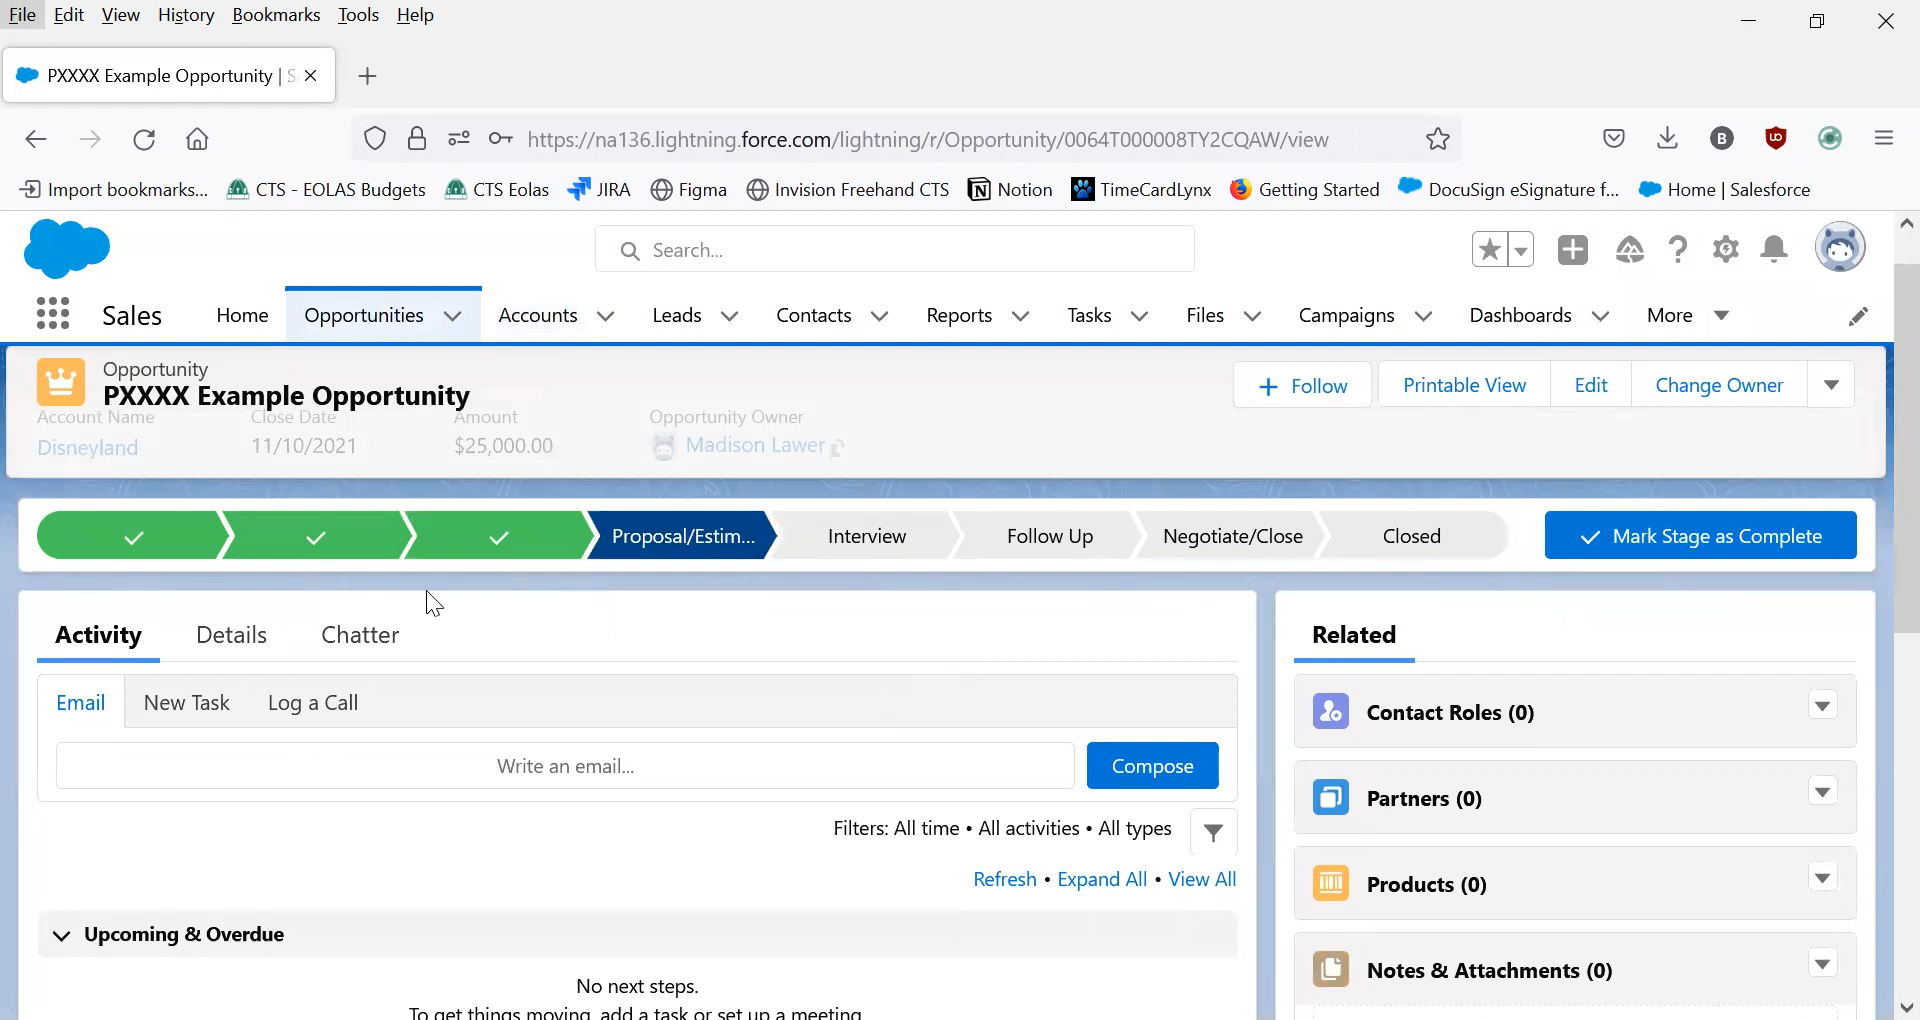 File Edit View History Bookmarks Tools Help
PXXXX Example Opportunity | S
https://na136.lightning.force.com/lightning/r/Opportunity/0064T000008TY2CQAW/view
B
Import bookmarks... CTS - EOLAS Budgets CTS Eolas JIRA Figma Invision Freehand CTS Notion TimeCardLynx Getting Started DocuSign eSignature f... Home | Salesforce
Search...
Sales Home Opportunities Accounts Leads Contacts Reports Tasks Files Campaigns Dashboards More
Opportunity
PXXXX Example Opportunity
+ Follow Printable View Edit Change Owner
Account Name Close Date Amount Opportunity Owner
Disneyland 11/10/2021 $25,000.00 Madison Lawer
Proposal/Estim... Interview Follow Up Negotiate/Close Closed Mark Stage as Complete
Activity Details Chatter
Email New Task Log a Call
Write an email... Compose
Filters: All time • All activities • All types
Refresh • Expand All • View All
Upcoming & Overdue
No next steps.
To get things moving, add a task or set up a meeting.
Related
Contact Roles (0)
Partners (0)
Products (0)
Notes & Attachments (0)